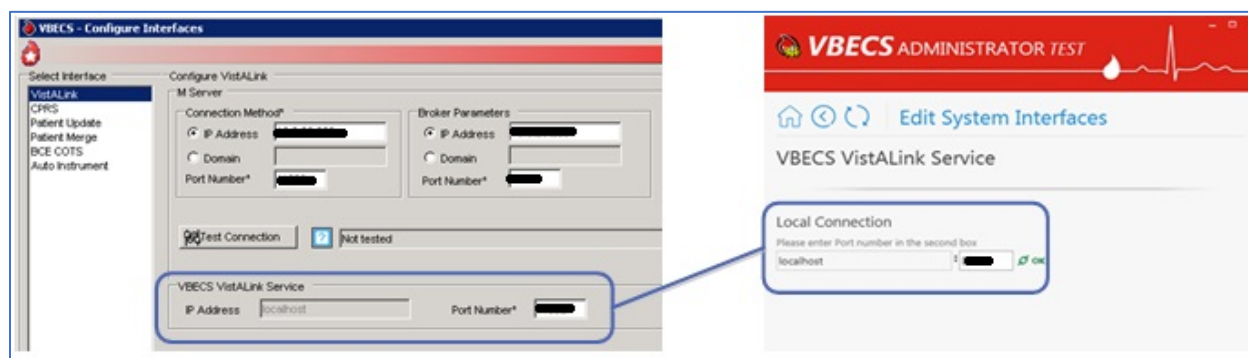 VBECS - Configure Interfaces
Select Interface
VistALink
CPRS
Patient Update
Patient Merge
BCE COTS
Auto Instrument
Configure VistALink
M Server
Connection Method*
IP Address
Domain
Port Number*
Broker Parameters
IP Address
Domain
Port Number*
Test Connection
?
Not tested
VBECS VistALink Service
IP Address
localhost
Port Number*
VBECS ADMINISTRATOR TEST
Edit System Interfaces
VBECS VistALink Service
Local Connection
Please enter Port number in the second box
localhost
:
OK